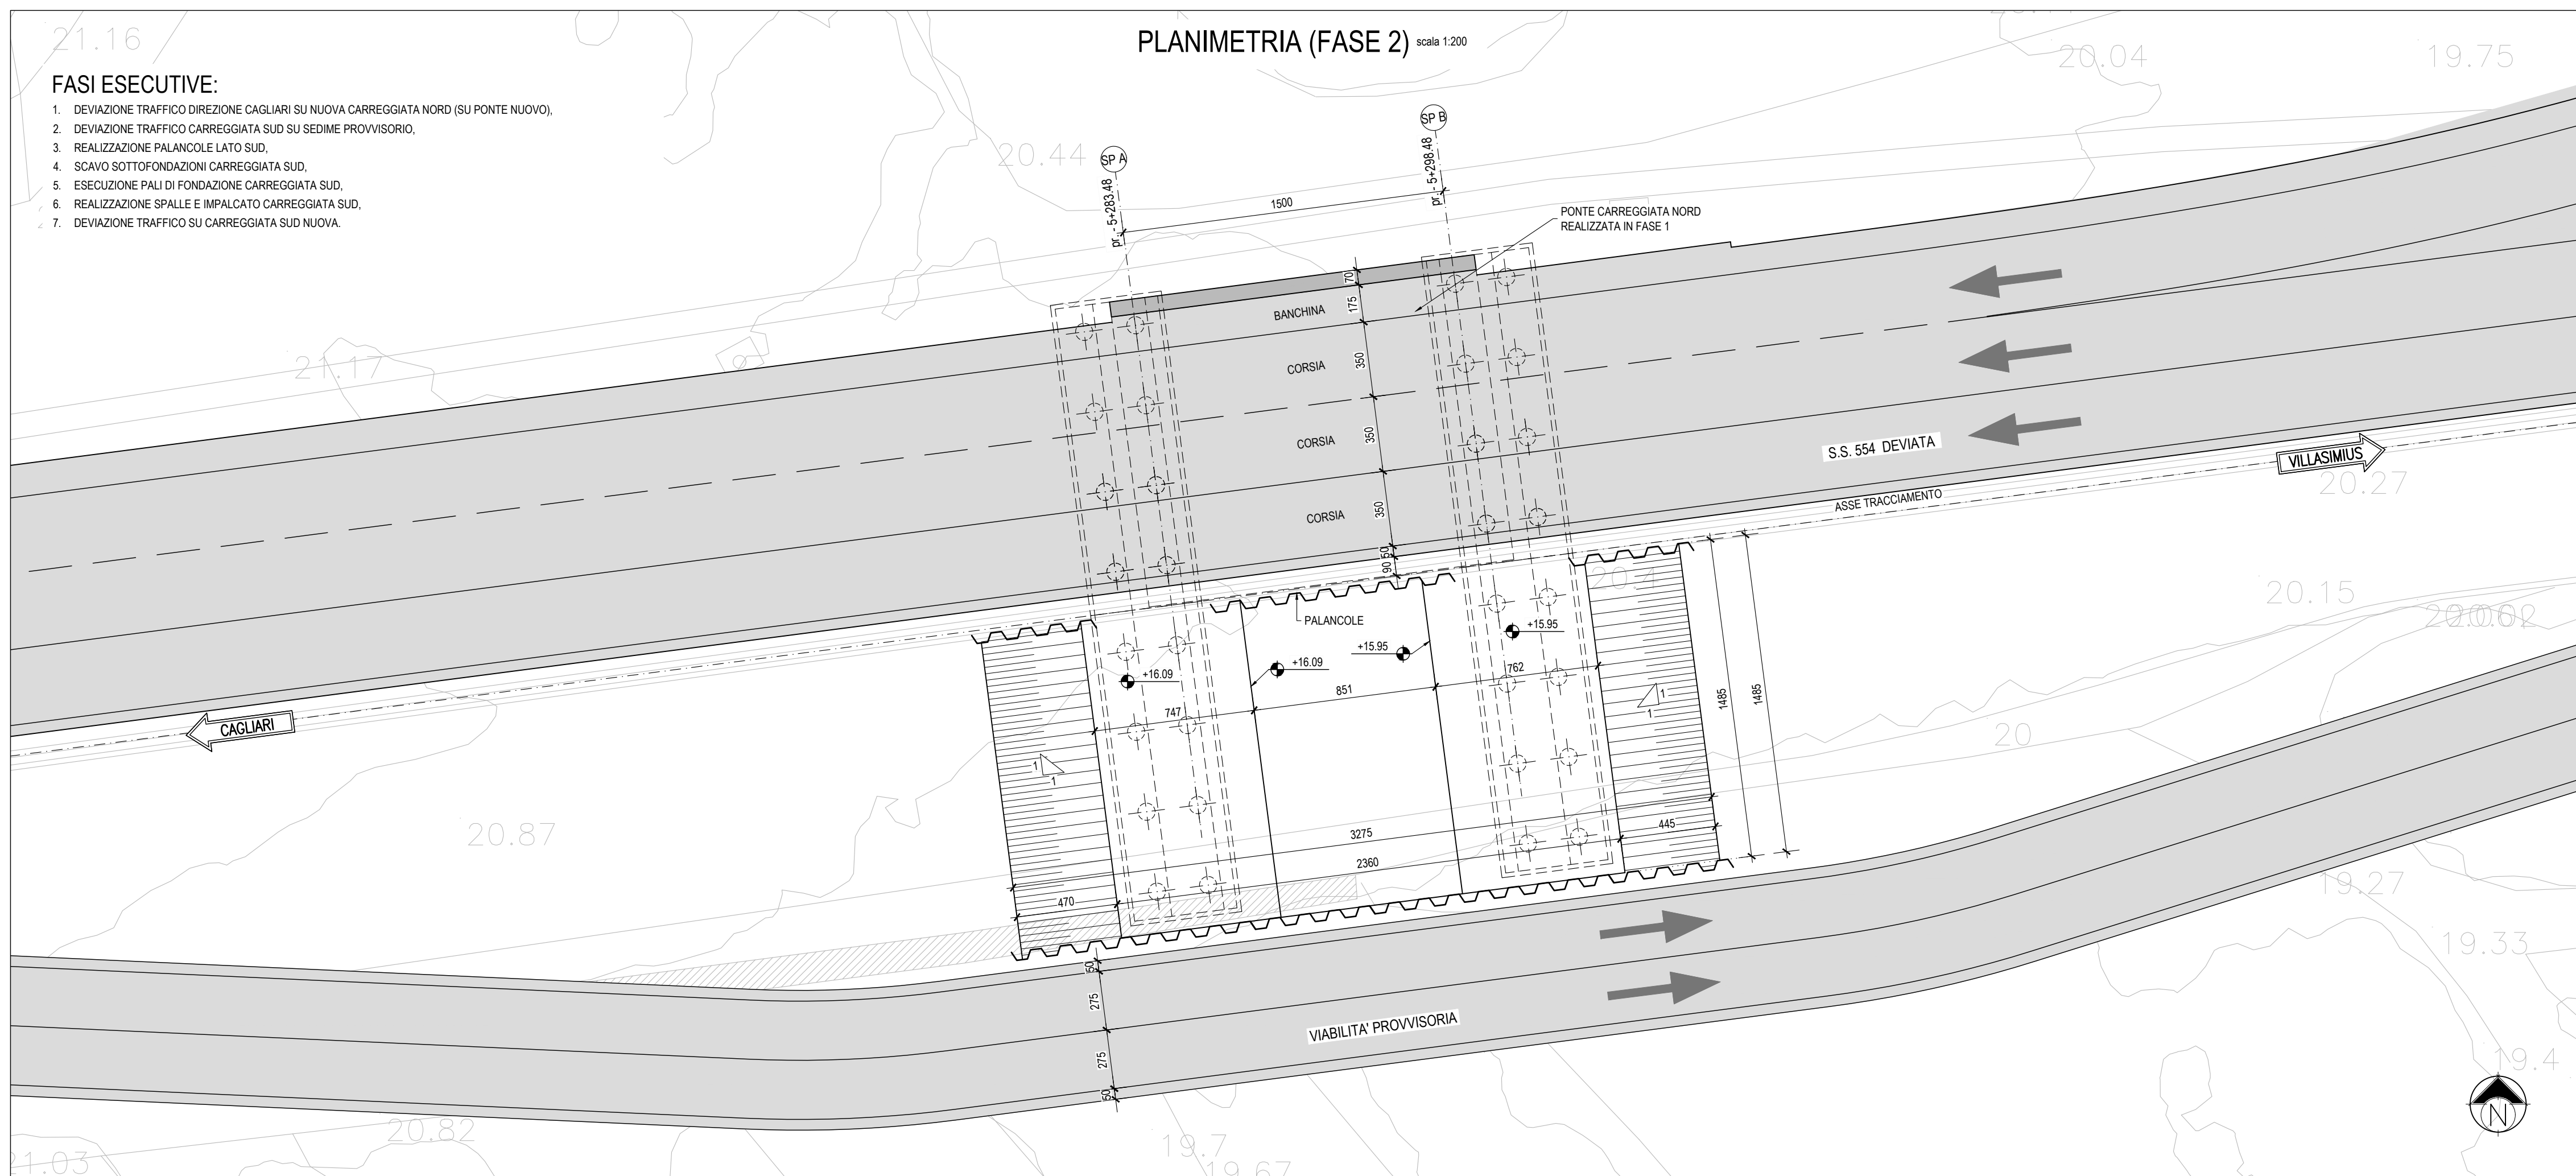 PLANIMETRIA (FASE 2) scala 1:200
FASI ESECUTIVE:
1. DEVIAZIONE TRAFFICO DIREZIONE CAGLIARI SU NUOVA CARREGGIATA NORD (SU PONTE NUOVO),
2. DEVIAZIONE TRAFFICO CARREGGIATA SUD SU SEDIME PROVVISORIO,
3. REALIZZAZIONE PALANCOLE LATO SUD,
4. SCAVO SOTTOFONDAZIONI CARREGGIATA SUD,
5. ESECUZIONE PALI DI FONDAZIONE CARREGGIATA SUD,
6. REALIZZAZIONE SPALLE E IMPALCATO CARREGGIATA SUD,
7. DEVIAZIONE TRAFFICO SU CARREGGIATA SUD NUOVA.
21.16
20.04
19.75
20.44
SP A
SP B
pr. - 5+283.48
pr. - 5+298.48
1500
PONTE CARREGGIATA NORD
REALIZZATA IN FASE 1
70
175
BANCHINA
350
CORSIA
350
CORSIA
350
CORSIA
50
90
21.17
S.S. 554 DEVIATA
VILLASIMIUS
20.27
ASSE TRACCIAMENTO
20.4
20.15
PALANCOLE
+15.95
+15.95
+16.09
+16.09
762
851
747
1
1
1
1
1485
1485
20
CAGLIARI
20.87
3275
2360
445
470
19.27
19.33
50
275
275
50
VIABILITA' PROVVISORIA
19.4
N
20.82
21.03
19.7
19.67